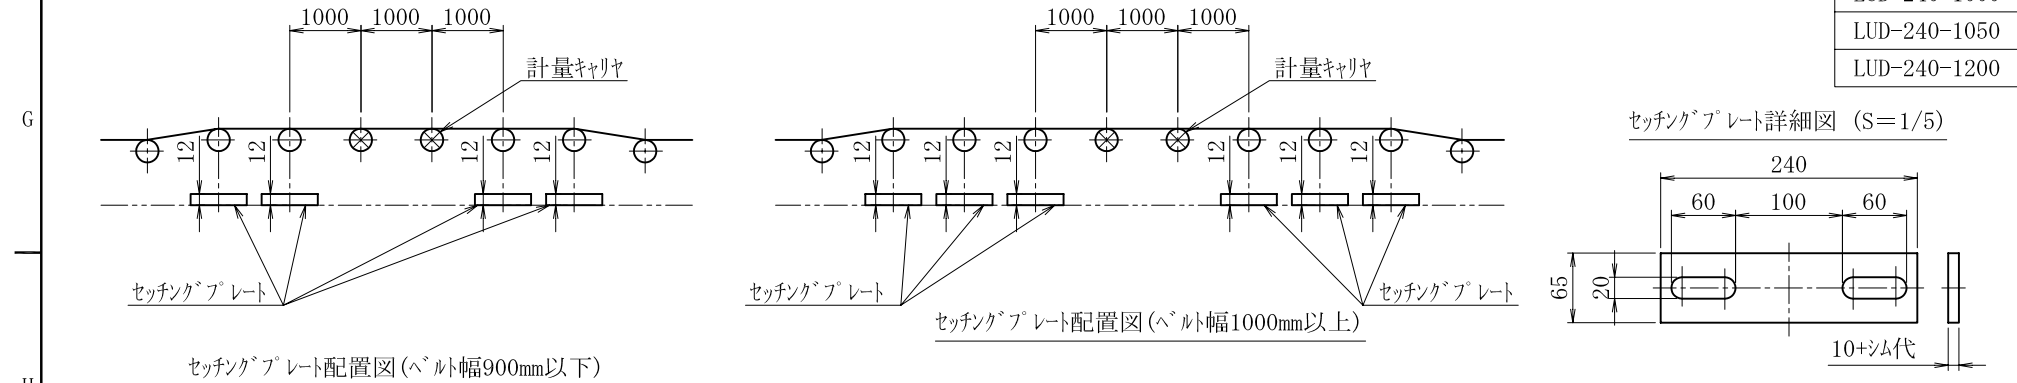 1000 1000 1000
計量キャリヤ
12 12 12 12
セッチングプレート
セッチングプレート配置図(ベルト幅900mm以下)
1000 1000 1000
計量キャリヤ
12 12 12 12 12 12
セッチングプレート
セッチングプレート
セッチングプレート配置図(ベルト幅1000mm以上)
LUD-240-1050
LUD-240-1200
セッチングプレート詳細図 (S=1/5)
240
60 100 60
65
20
10+シム代
G